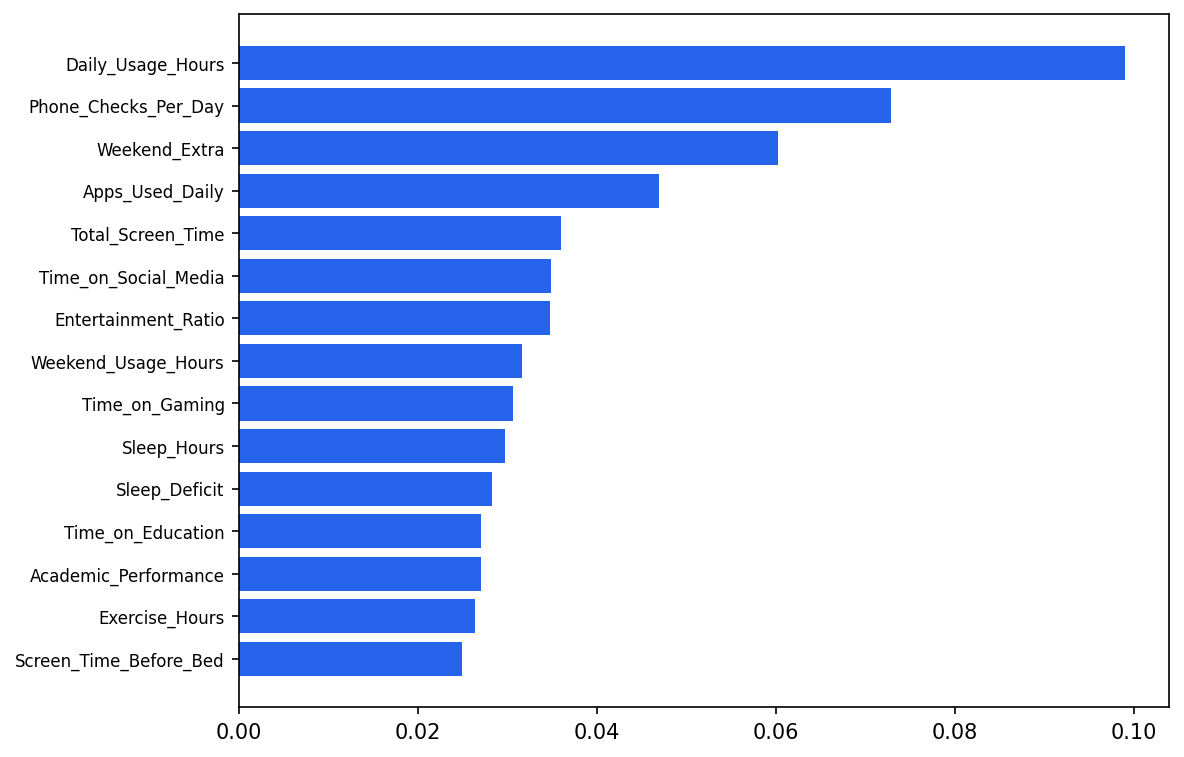 Daily_Usage_Hours
Phone_Checks_Per_Day
Weekend_Extra
Apps_Used_Daily
Total_Screen_Time
Time_on_Social_Media
Entertainment_Ratio
Weekend_Usage_Hours
Time_on_Gaming
Sleep_Hours
Sleep_Deficit
Time_on_Education
Academic_Performance
Exercise_Hours
Screen_Time_Before_Bed
0.00 0.02 0.04 0.06 0.08 0.10